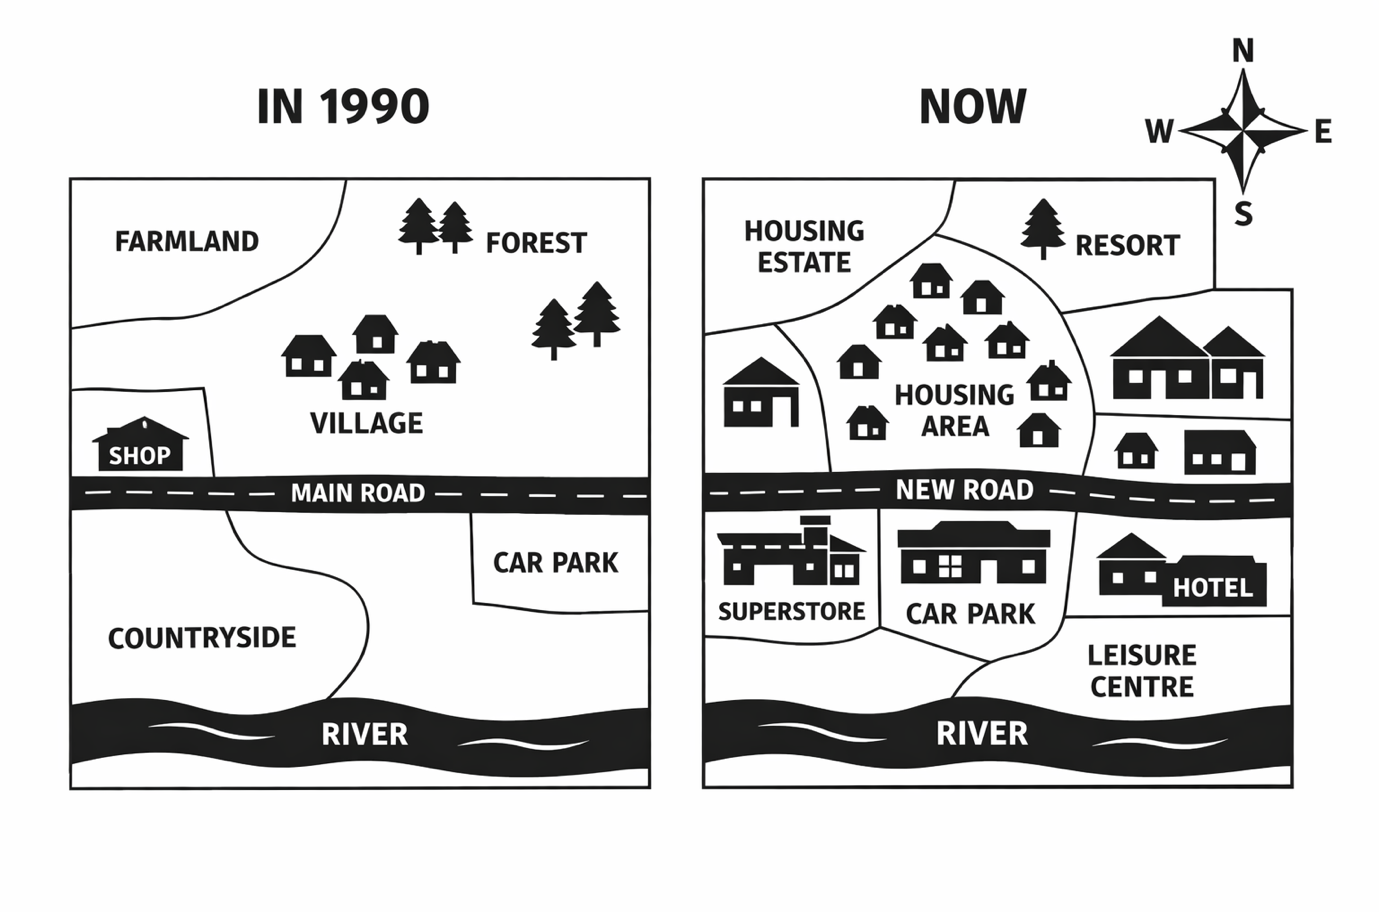 IN 1990
FARMLAND
FOREST
VILLAGE
SHOP
MAIN ROAD
CAR PARK
COUNTRYSIDE
RIVER
NOW
N
W
E
S
HOUSING
ESTATE
RESORT
HOUSING
AREA
NEW ROAD
SUPERSTORE
CAR PARK
HOTEL
LEISURE
CENTRE
RIVER